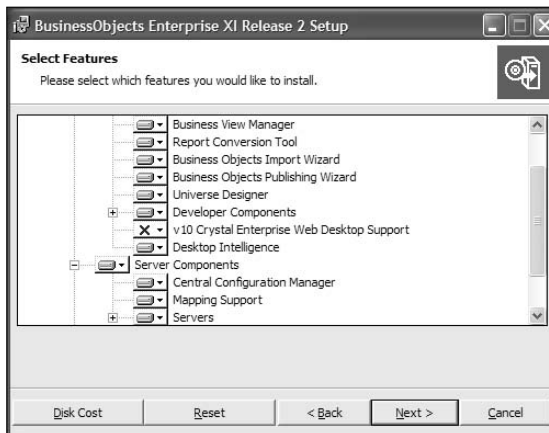 BusinessObjects Enterprise XI Release 2 Setup
Select Features
Please select which features you would like to install.
Business View Manager
Report Conversion Tool
Business Objects Import Wizard
Business Objects Publishing Wizard
Universe Designer
Developer Components
v10 Crystal Enterprise Web Desktop Support
Desktop Intelligence
Server Components
Central Configuration Manager
Mapping Support
Servers
Disk Cost Reset < Back Next > Cancel